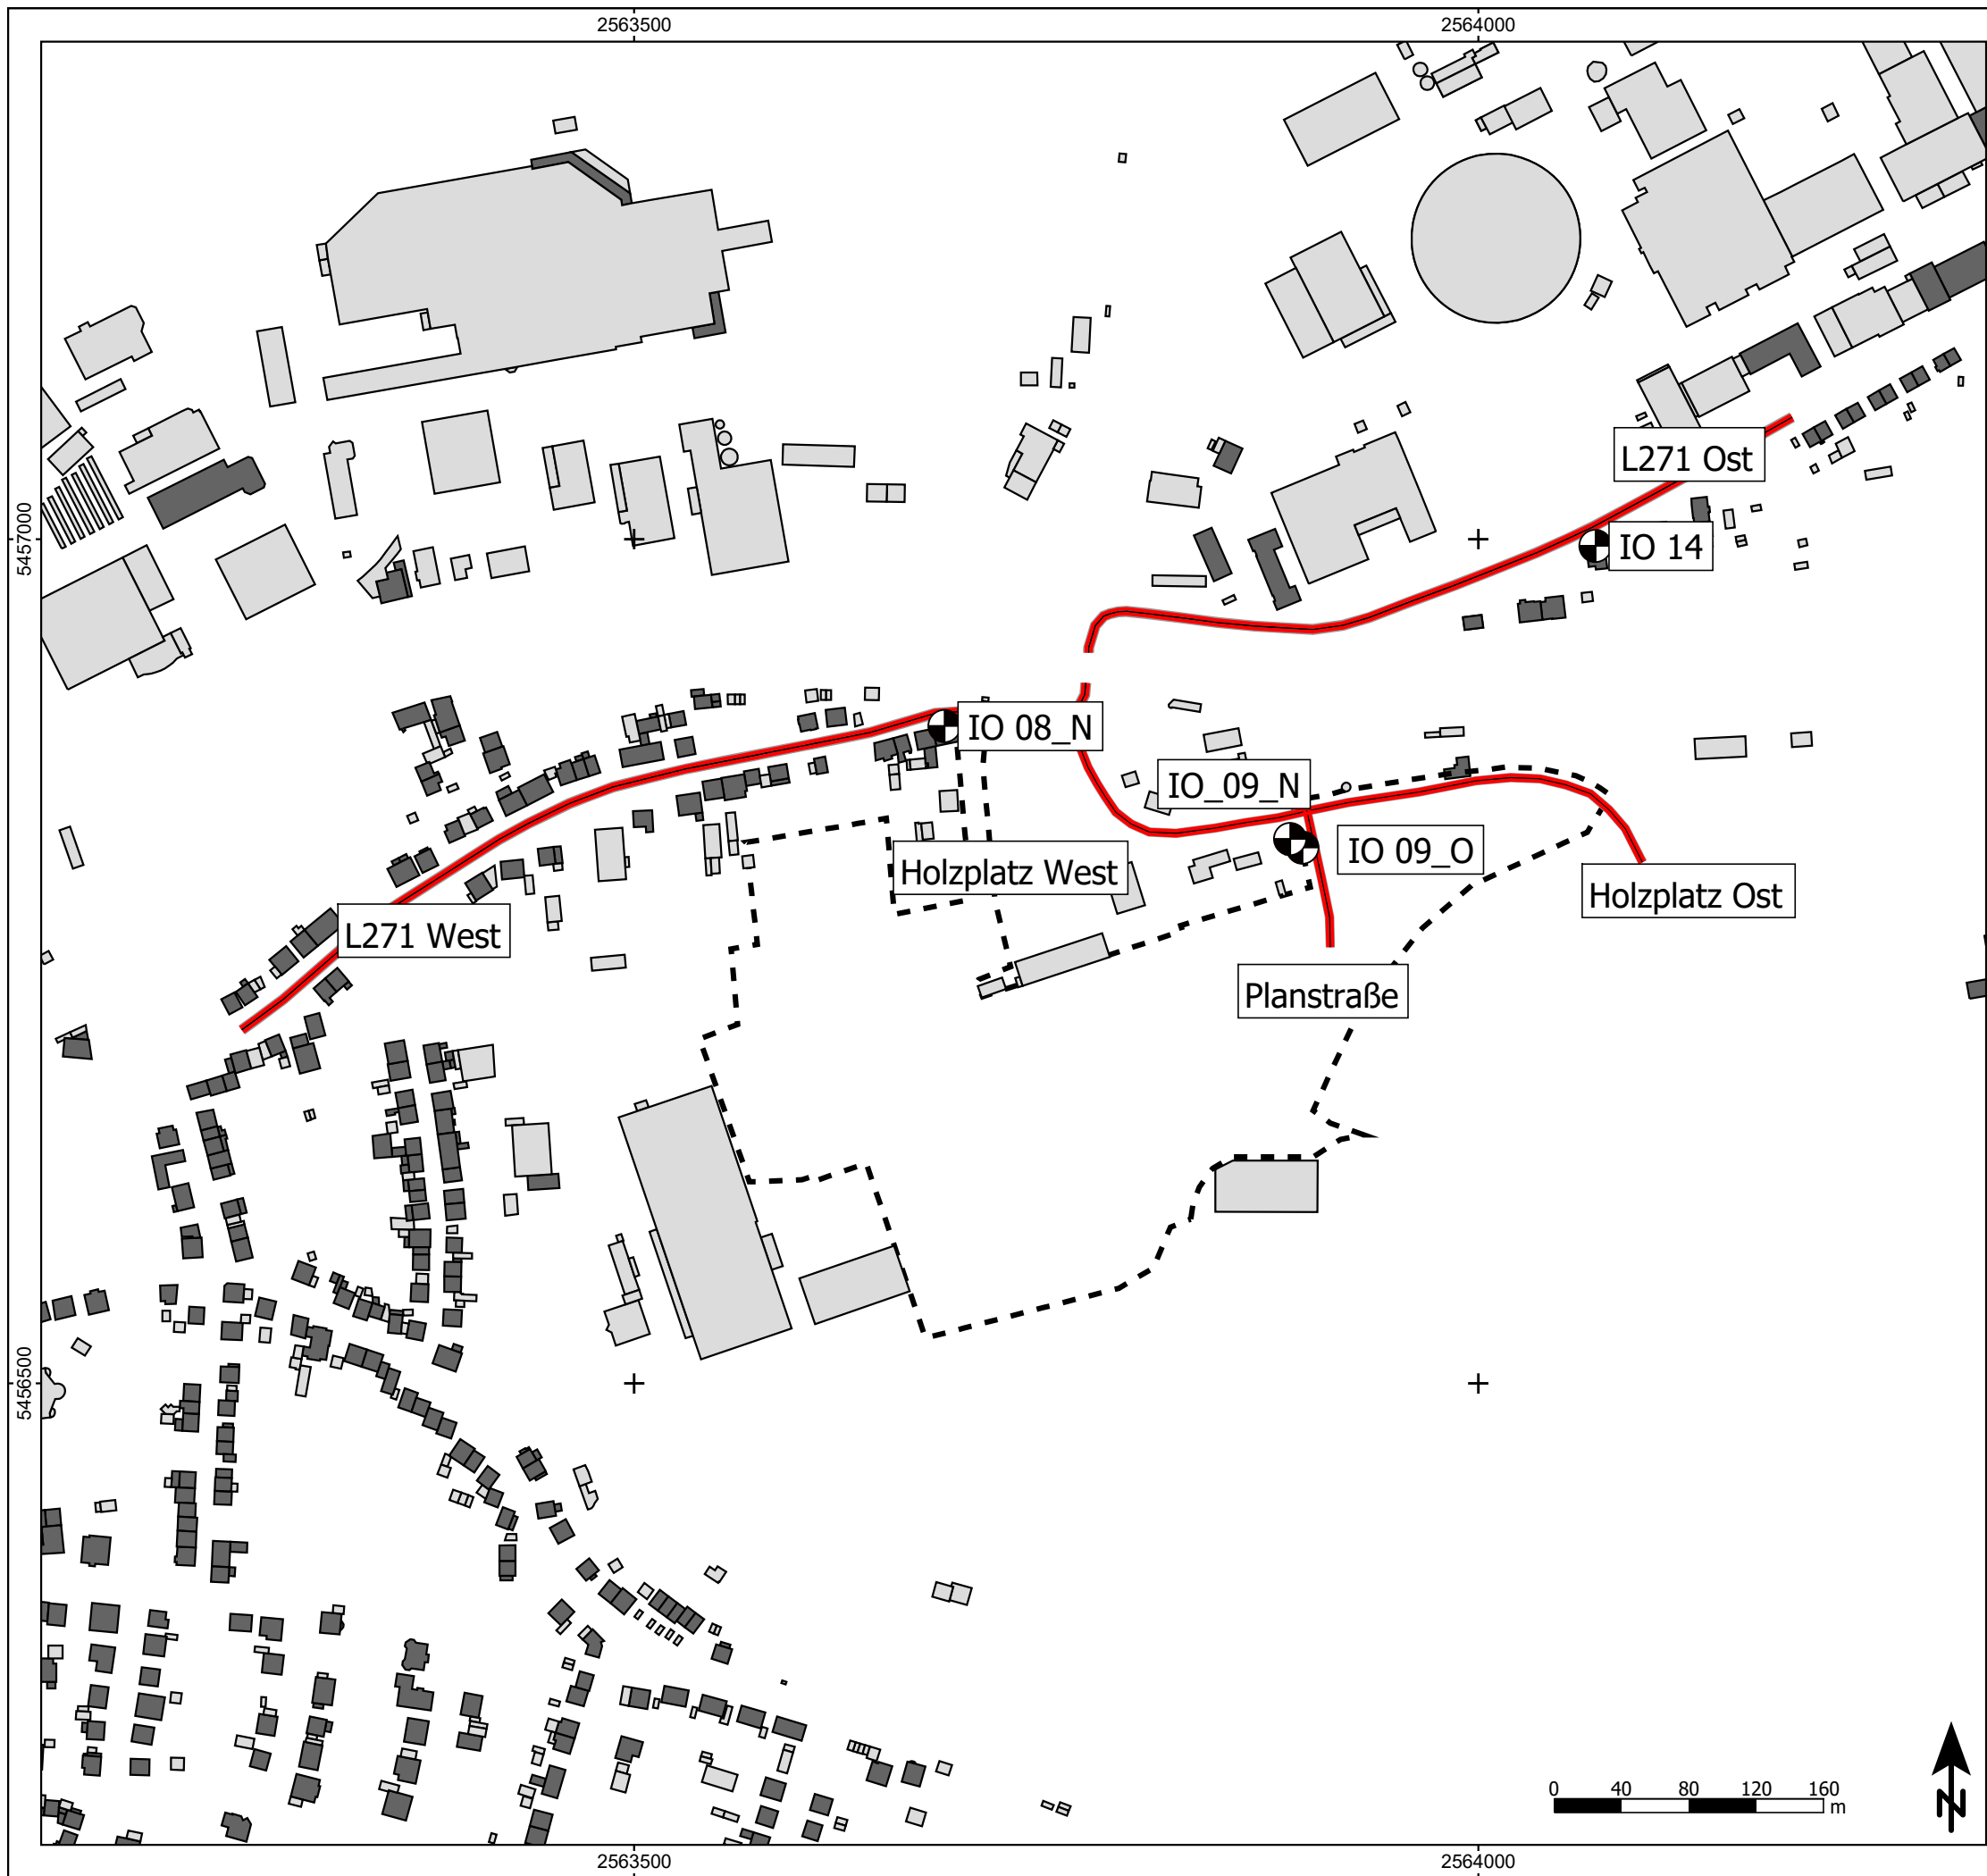 2563500
2564000
L271 Ost
5457000
IO 14
IO 08_N
IO_09_N
IO 09_O
Holzplatz West
Holzplatz Ost
L271 West
Planstraße
5456500
0 40 80 120 160
m
N
2563500
2564000